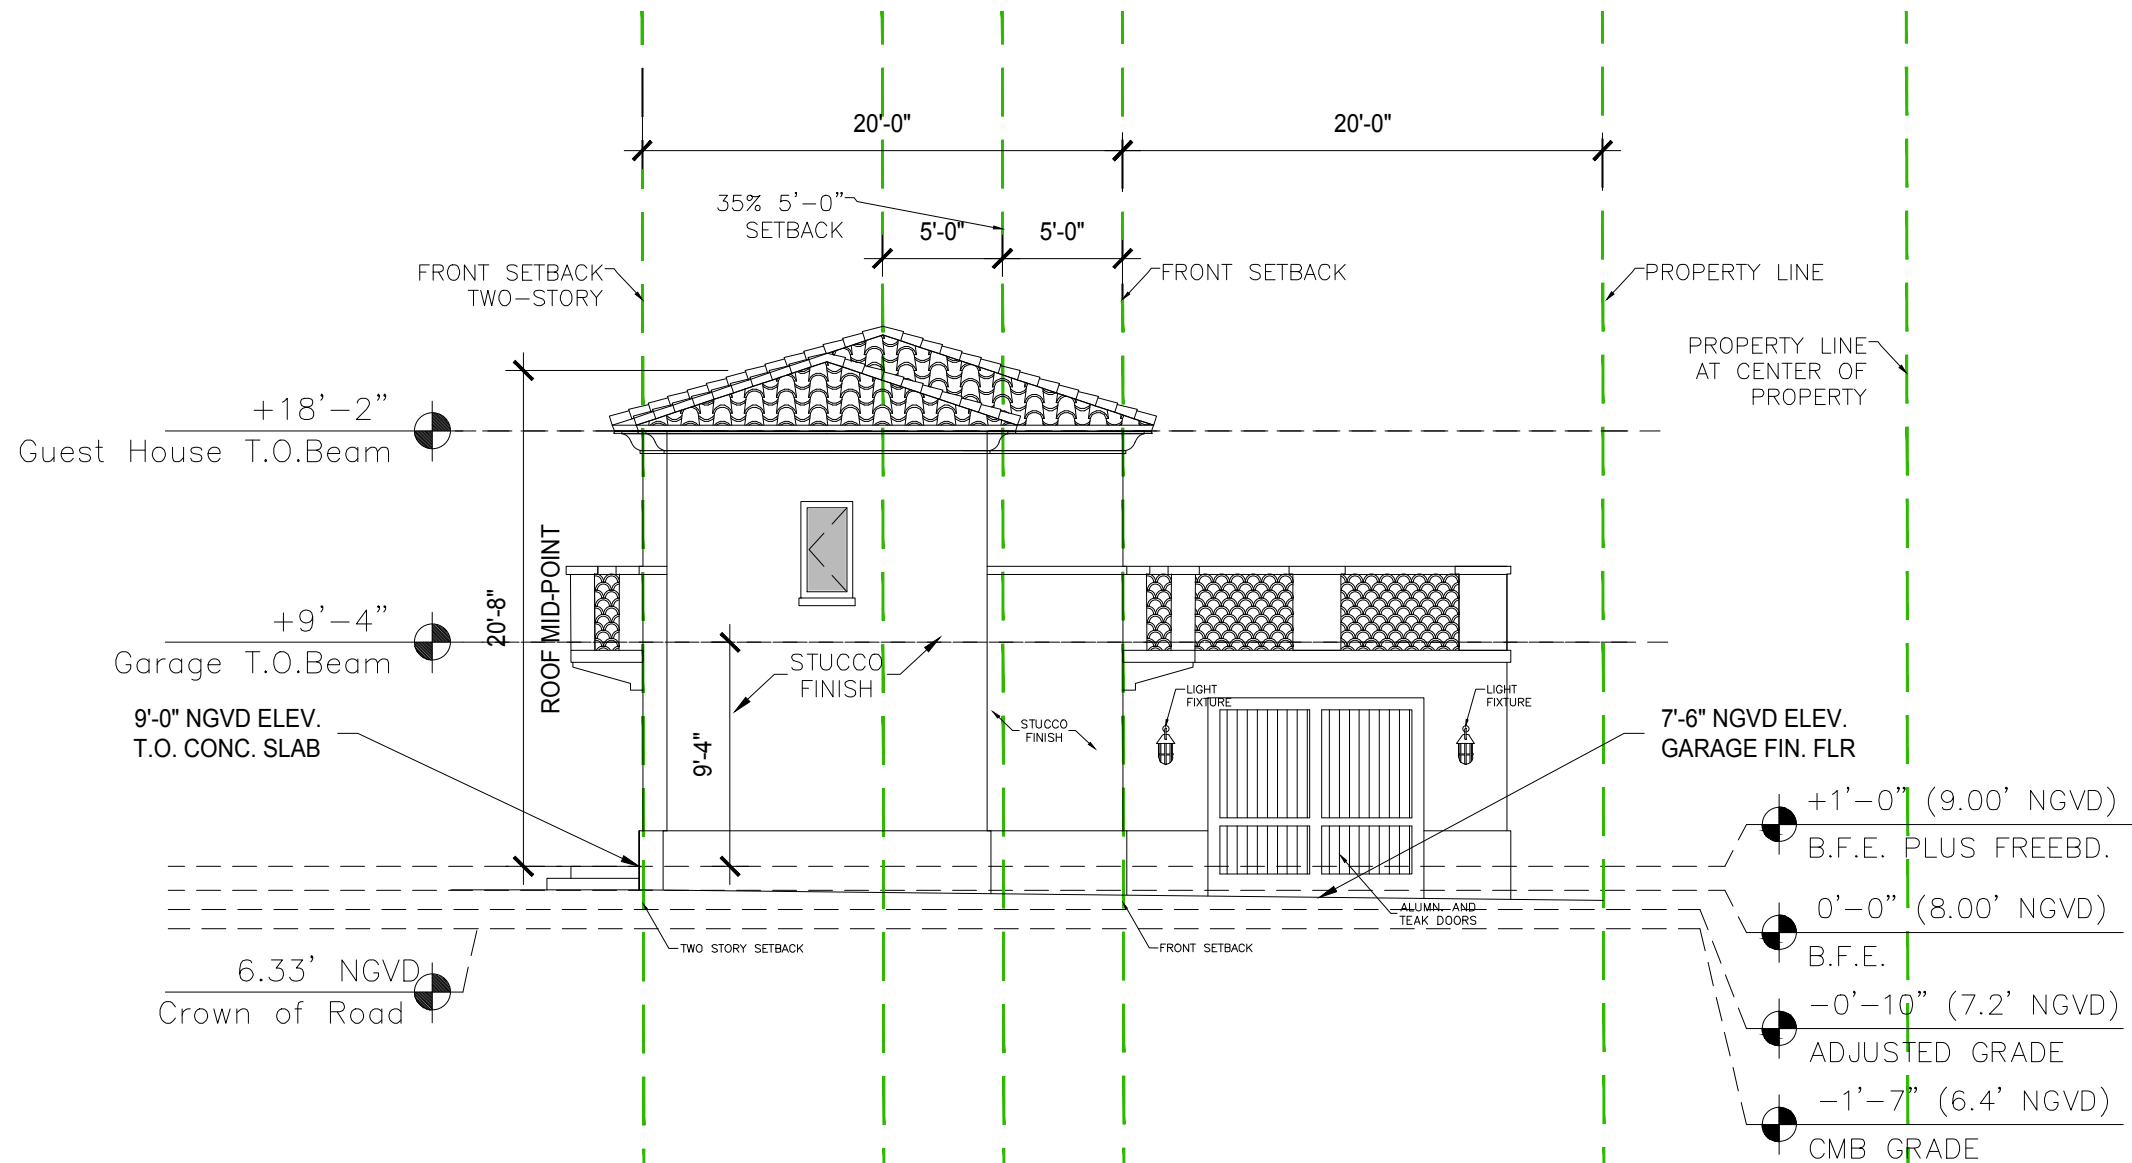 20'-0"
20'-0"
35% 5'-0"
SETBACK
5'-0"
5'-0"
FRONT SETBACK
TWO-STORY
FRONT SETBACK
PROPERTY LINE
PROPERTY LINE
AT CENTER OF
PROPERTY
+18'-2"
Guest House T.O.Beam
20'-8"
ROOF MID-POINT
+9'-4"
Garage T.O.Beam
STUCCO
FINISH
9'-4"
STUCCO
FINISH
LIGHT
FIXTURE
LIGHT
FIXTURE
9'-0" NGVD ELEV.
T.O. CONC. SLAB
7'-6" NGVD ELEV.
GARAGE FIN. FLR
+1'-0" (9.00' NGVD)
B.F.E. PLUS FREEBD.
ALUMN. AND
TEAK DOORS
0'-0" (8.00' NGVD)
B.F.E.
TWO STORY SETBACK
FRONT SETBACK
6.33' NGVD
Crown of Road
-0'-10" (7.2' NGVD)
ADJUSTED GRADE
-1'-7" (6.4' NGVD)
CMB GRADE